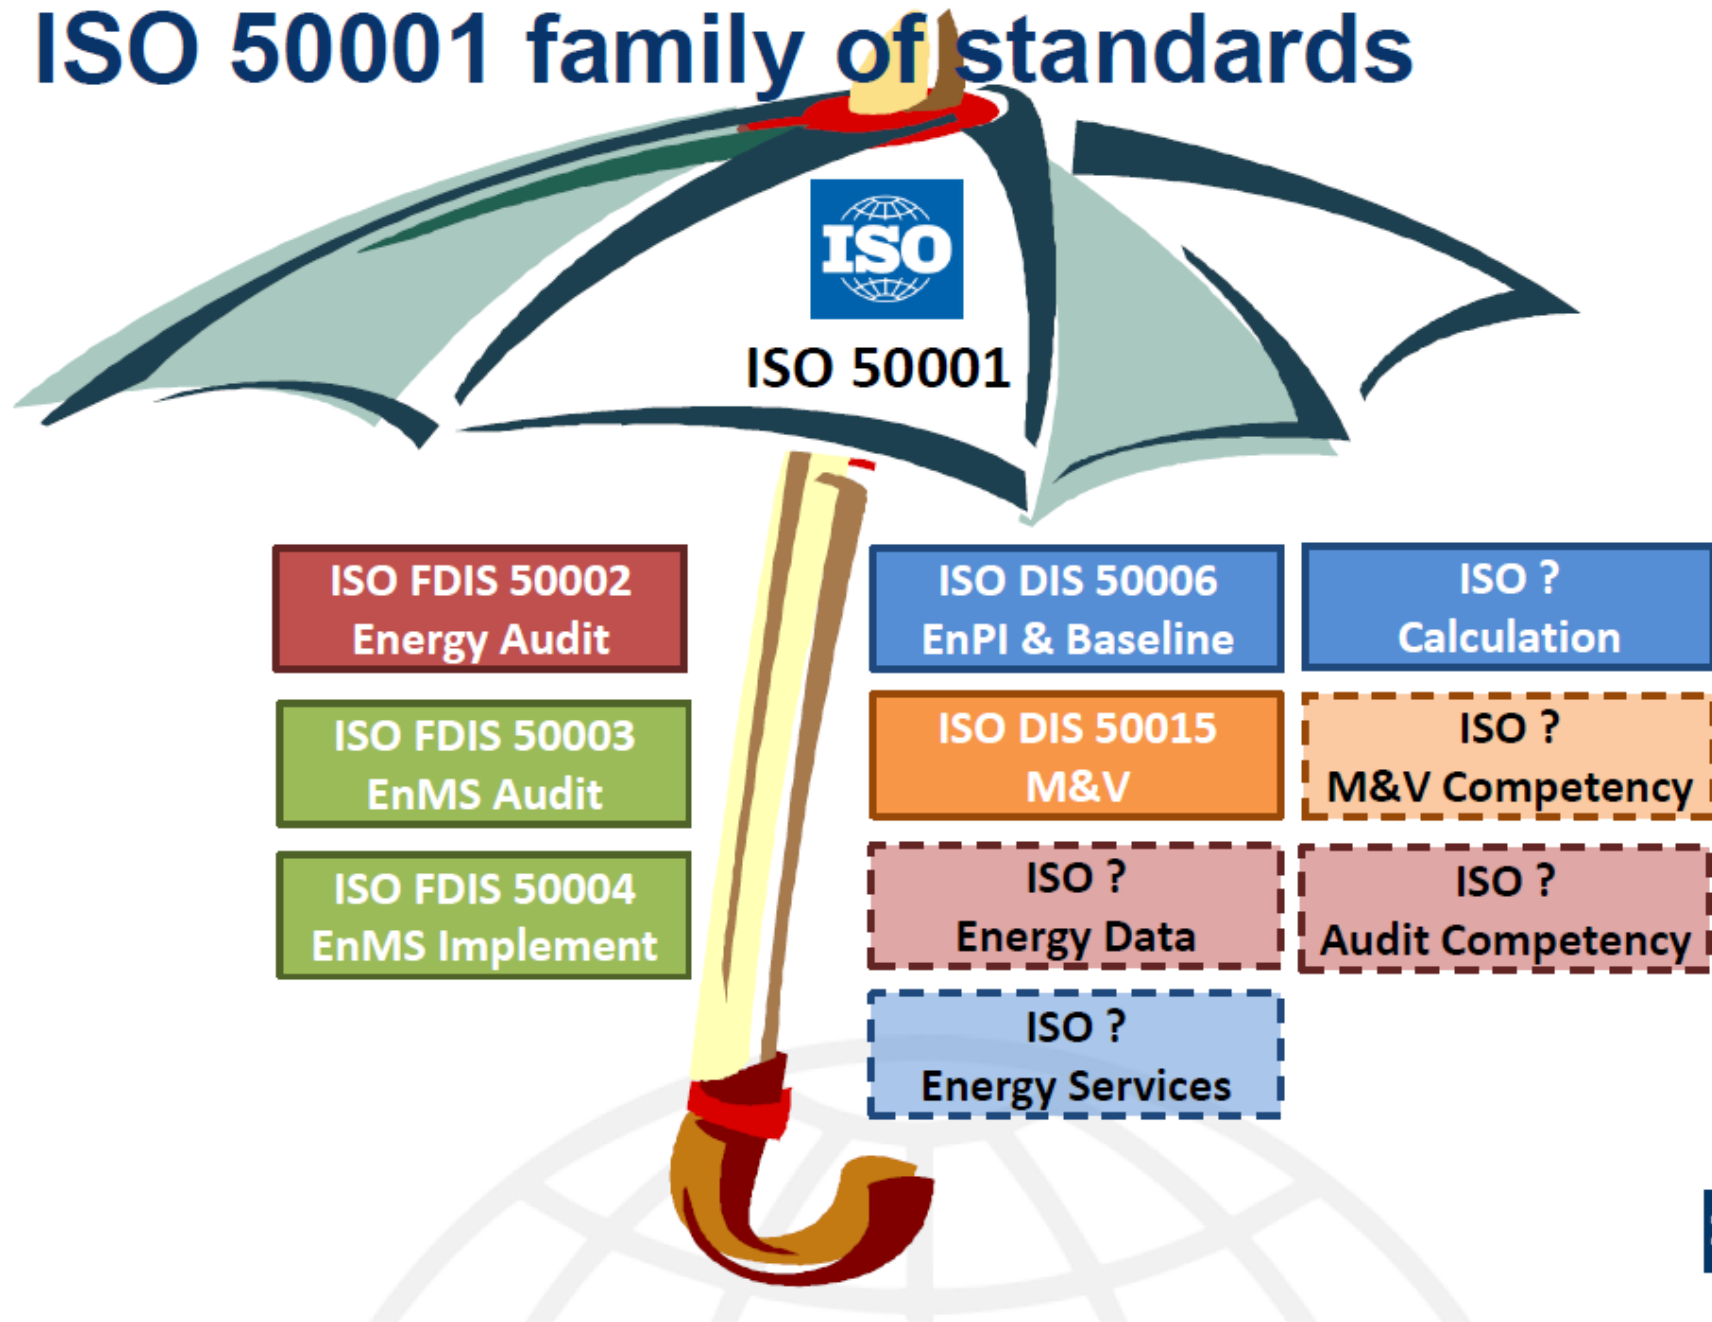 ISO 50001 family of standards
ISO
ISO 50001
ISO FDIS 50002
Energy Audit
ISO FDIS 50003
EnMS Audit
ISO FDIS 50004
EnMS Implement
ISO DIS 50006
EnPI & Baseline
ISO DIS 50015
M&V
ISO ?
Energy Data
ISO ?
Energy Services
ISO ?
Calculation
ISO ?
M&V Competency
ISO ?
Audit Competency